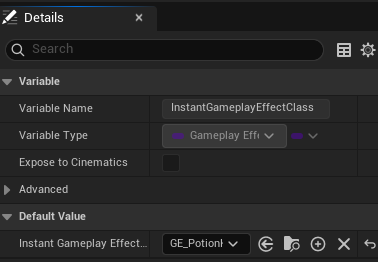 Details
Search
Variable
Variable Name InstantGameplayEffectClass
Variable Type Gameplay Effe
Expose to Cinematics
Advanced
Default Value
Instant Gameplay Effect... GE_Potion